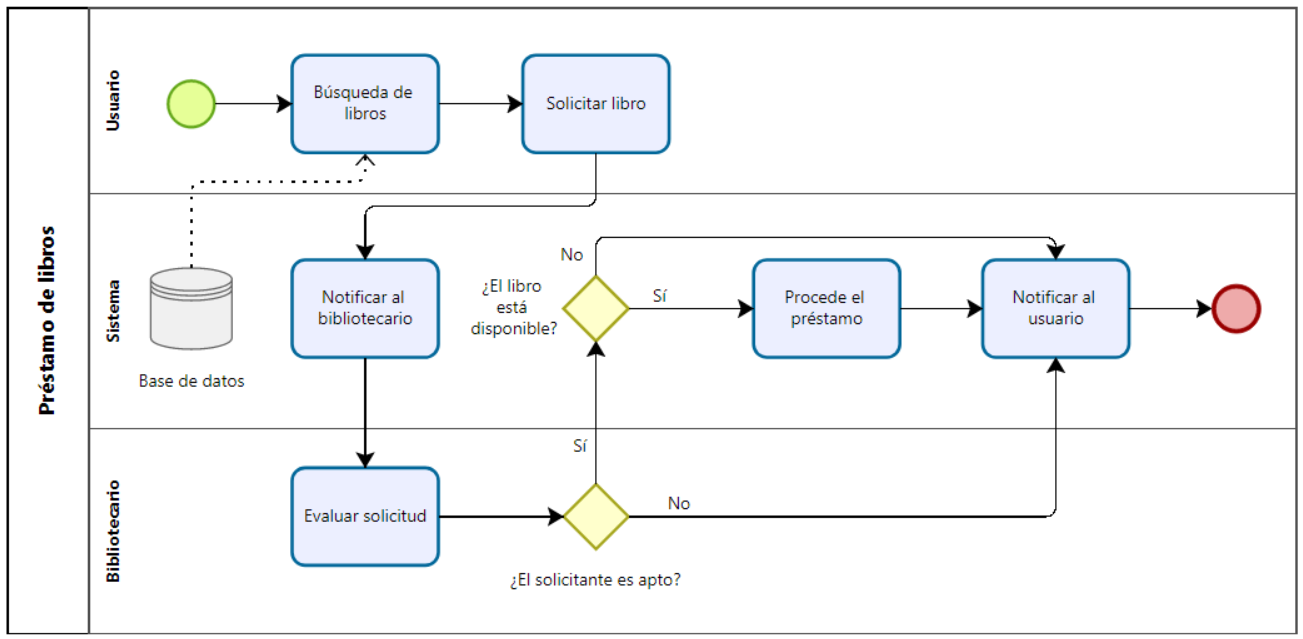 Préstamo de libros
Usuario
Búsqueda de
libros
Solicitar libro
Sistema
Base de datos
Notificar al
bibliotecario
¿El libro
está
disponible?
No
Sí
Procede el
préstamo
Notificar al
usuario
Bibliotecario
Evaluar solicitud
Sí
No
¿El solicitante es apto?